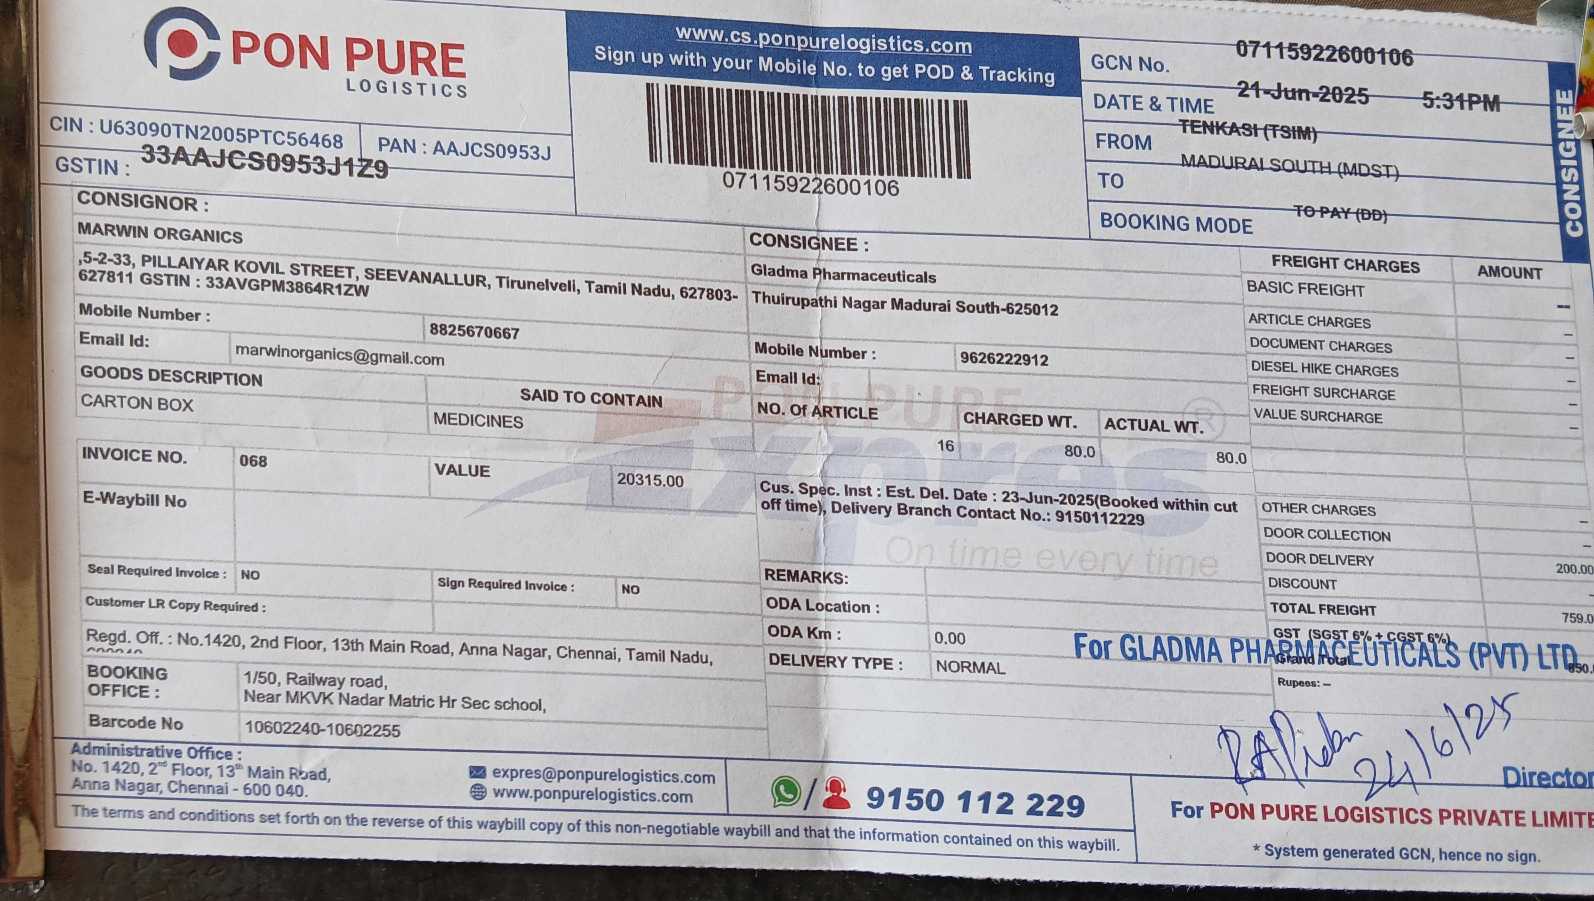 PON PURE
LOGISTICS
www.cs.ponpurelogistics.com
Sign up with your Mobile No. to get POD & Tracking
07115922600106
GCN No. 07115922600106
DATE & TIME 21-Jun-2025 5:31PM
FROM TENKASI (TSIM)
TO MADURAI SOUTH (MDST)
BOOKING MODE TO PAY (DD)
CONSIGNEE
CIN : U63090TN2005PTC56468 PAN : AAJCS0953J
GSTIN : 33AAJCS0953J1Z9
CONSIGNOR :
MARWIN ORGANICS
,5-2-33, PILLAIYAR KOVIL STREET, SEEVANALLUR, Tirunelveli, Tamil Nadu, 627803-
627811 GSTIN : 33AVGPM3864R1ZW
Mobile Number : 8825670667
Email Id: marwinorganics@gmail.com
GOODS DESCRIPTION SAID TO CONTAIN
CARTON BOX MEDICINES
INVOICE NO. 068 VALUE 20315.00
E-Waybill No
Seal Required Invoice : NO Sign Required Invoice : NO
Customer LR Copy Required :
Regd. Off. : No.1420, 2nd Floor, 13th Main Road, Anna Nagar, Chennai, Tamil Nadu,
BOOKING OFFICE : 1/50, Railway road,
Near MKVK Nadar Matric Hr Sec school,
Barcode No 10602240-10602255
CONSIGNEE :
Gladma Pharmaceuticals
Thuirupathi Nagar Madurai South-625012
Mobile Number : 9626222912
Email Id:
NO. Of ARTICLE CHARGED WT. ACTUAL WT.
16 80.0 80.0
Cus. Spec. Inst : Est. Del. Date : 23-Jun-2025(Booked within cut
off time), Delivery Branch Contact No.: 9150112229
PON PURE
Expres
®
On time every time
REMARKS:
ODA Location :
ODA Km : 0.00
DELIVERY TYPE : NORMAL
FREIGHT CHARGES AMOUNT
BASIC FREIGHT --
ARTICLE CHARGES -
DOCUMENT CHARGES -
DIESEL HIKE CHARGES -
FREIGHT SURCHARGE -
VALUE SURCHARGE -
OTHER CHARGES -
DOOR COLLECTION -
DOOR DELIVERY 200.00
DISCOUNT
TOTAL FREIGHT 759.0
GST (SGST 6% + CGST 6%)
Grand Total
Rupees: –
For GLADMA PHARMACEUTICALS (PVT) LTD
24/6/25
Director
Administrative Office :
No. 1420, 2nd Floor, 13th Main Road,
Anna Nagar, Chennai - 600 040.
expres@ponpurelogistics.com
www.ponpurelogistics.com
9150 112 229
For PON PURE LOGISTICS PRIVATE LIMITE
* System generated GCN, hence no sign.
The terms and conditions set forth on the reverse of this waybill copy of this non-negotiable waybill and that the information contained on this waybill.